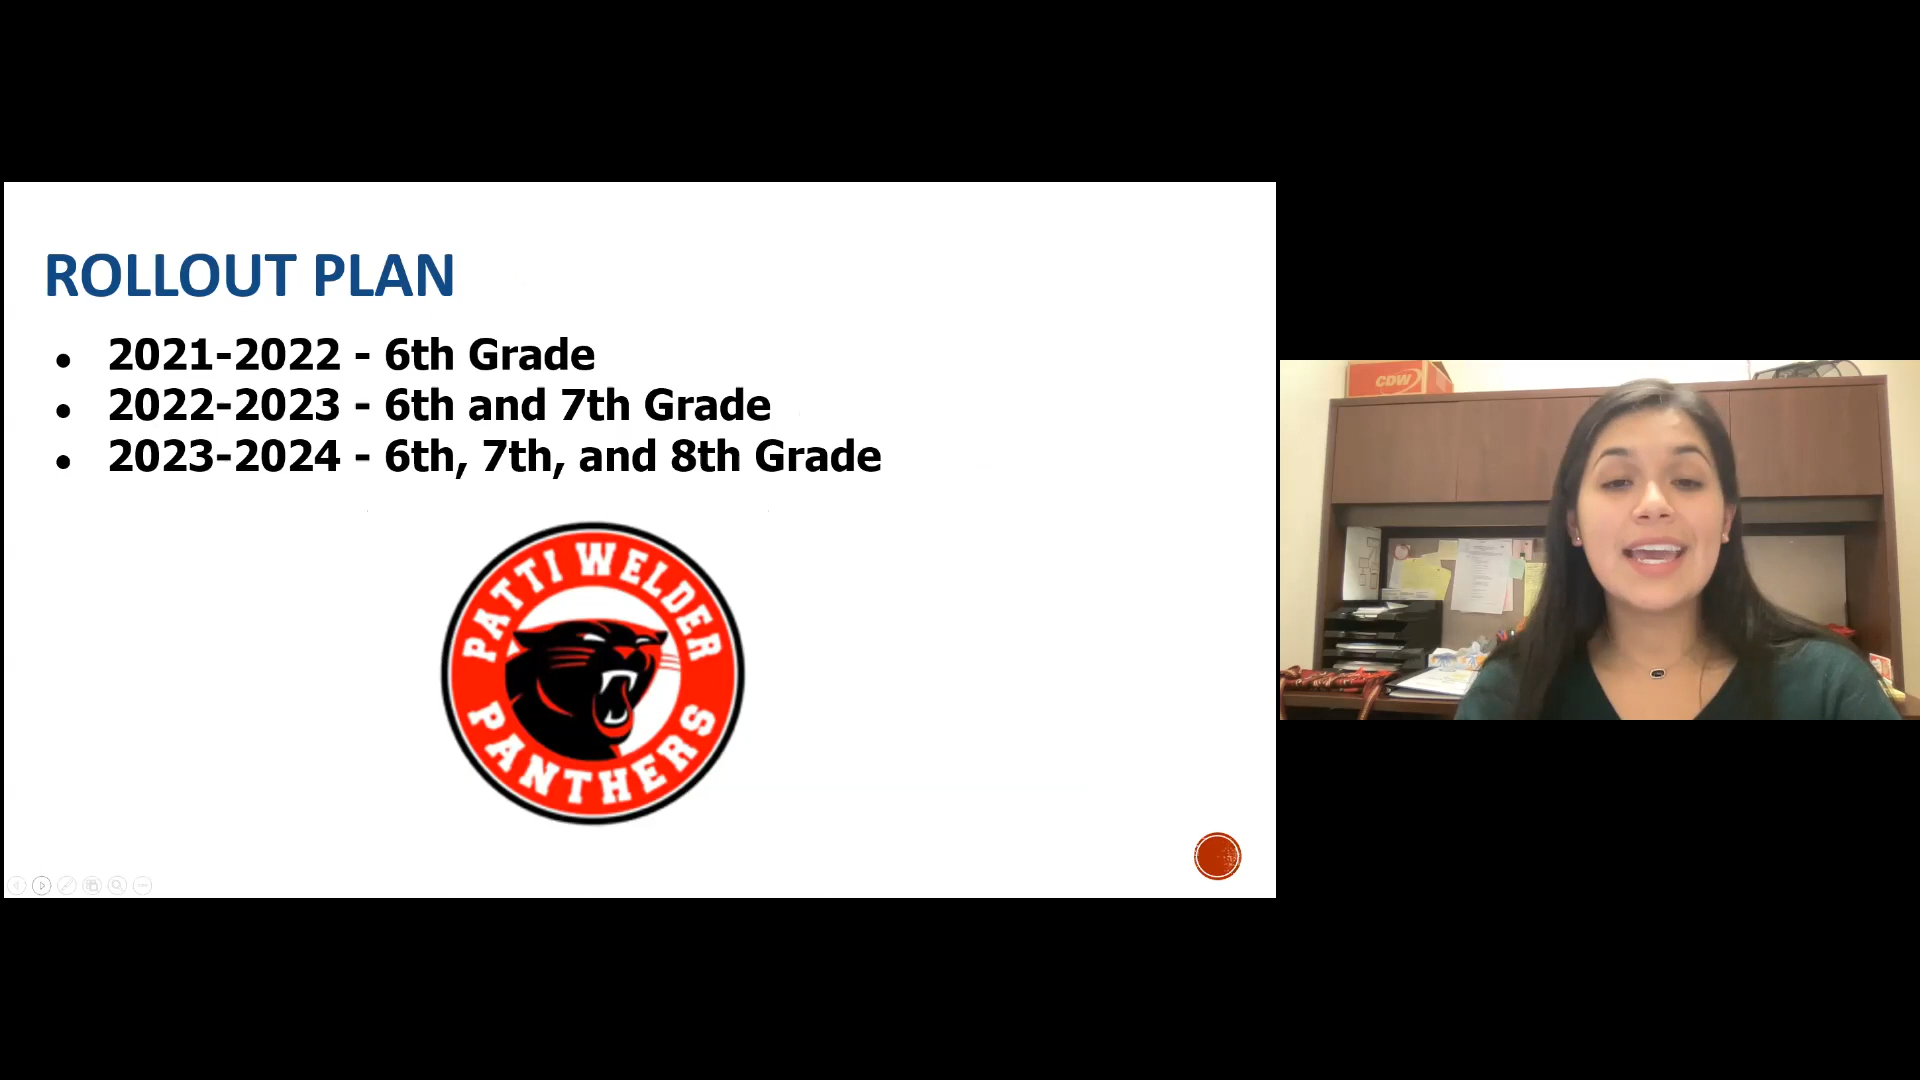 ROLLOUT PLAN
● 2021-2022 - 6th Grade
● 2022-2023 - 6th and 7th Grade
● 2023-2024 - 6th, 7th, and 8th Grade
PATTI WELDER
PANTHERS
CDW